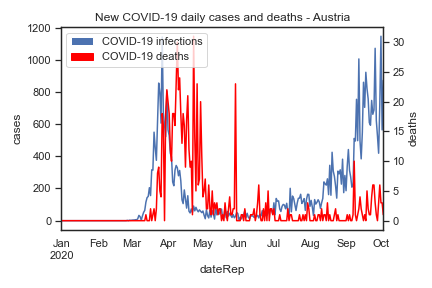 New COVID-19 daily cases and deaths - Austria
COVID-19 infections
COVID-19 deaths
1200
1000
800
600
400
200
0
cases
30
25
20
15
10
5
0
deaths
Jan Feb Mar Apr May Jun Jul Aug Sep Oct
2020
dateRep